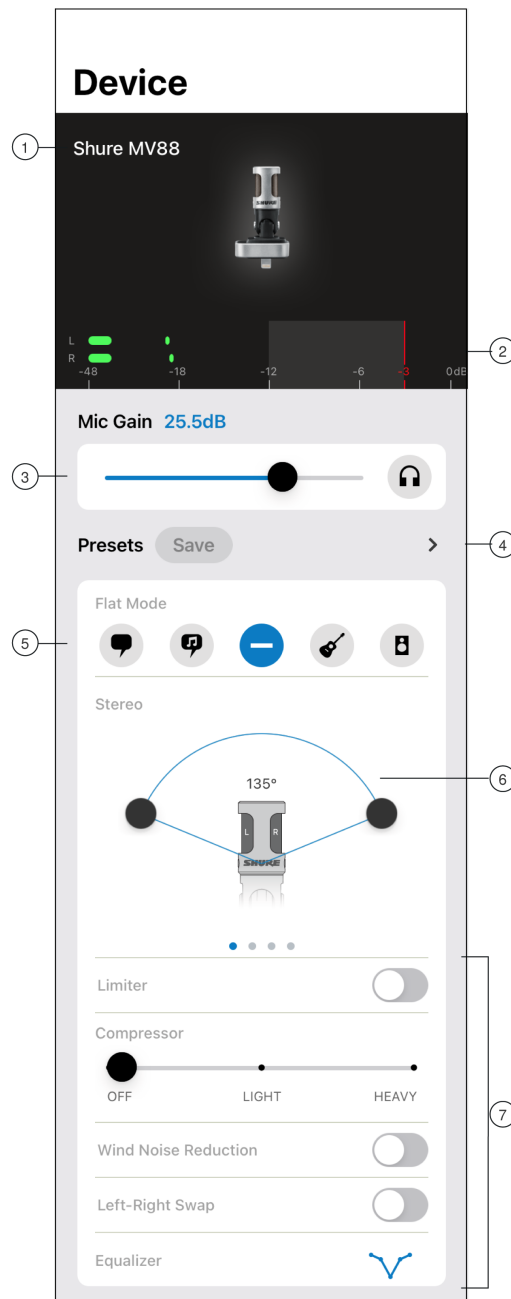 Device
1
Shure MV88
SHURE
L
R
2
-48 -18 -12 -6 -3 0dB
Mic Gain 25.5dB
3
Presets Save
4
Flat Mode
5
Stereo
6
135°
L R
SHURE
Limiter
Compressor
OFF LIGHT HEAVY
7
Wind Noise Reduction
Left-Right Swap
Equalizer